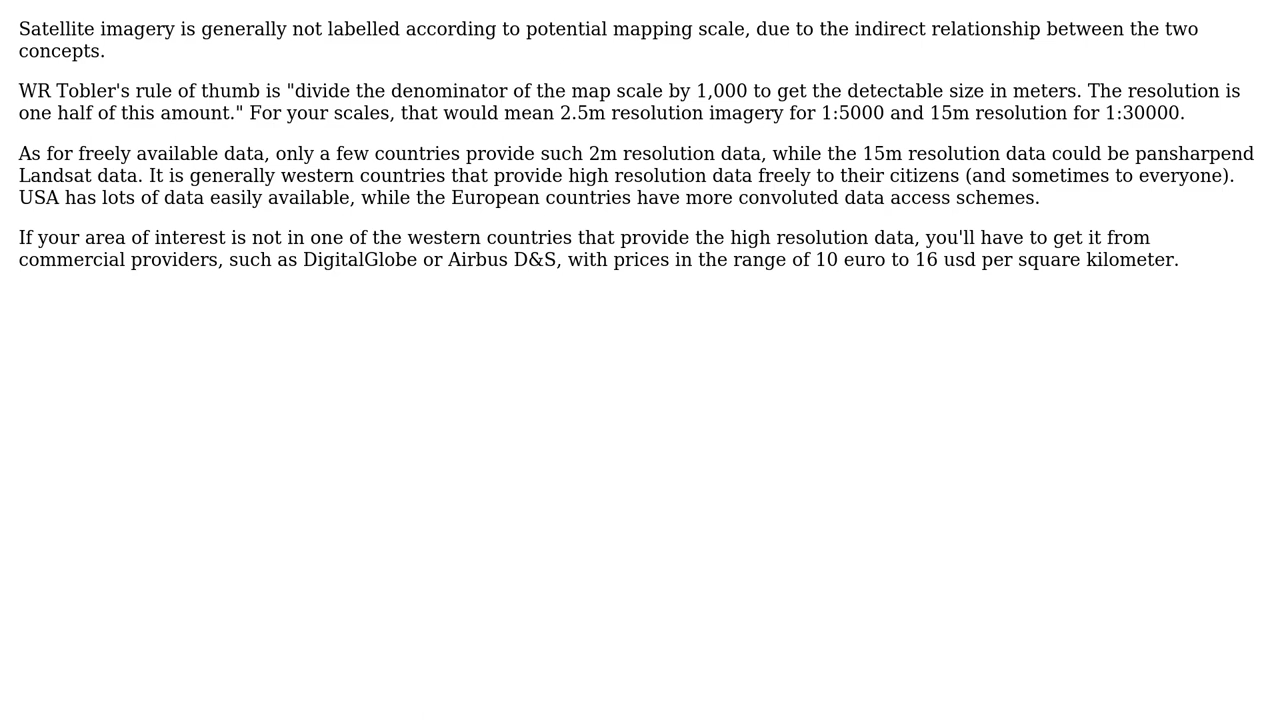 Satellite imagery is generally not labelled according to potential mapping scale, due to the indirect relationship between the two
concepts.
WR Tobler's rule of thumb is "divide the denominator of the map scale by 1,000 to get the detectable size in meters. The resolution is
one half of this amount." For your scales, that would mean 2.5m resolution imagery for 1:5000 and 15m resolution for 1:30000.
As for freely available data, only a few countries provide such 2m resolution data, while the 15m resolution data could be pansharpend
Landsat data. It is generally western countries that provide high resolution data freely to their citizens (and sometimes to everyone).
USA has lots of data easily available, while the European countries have more convoluted data access schemes.
If your area of interest is not in one of the western countries that provide the high resolution data, you'll have to get it from
commercial providers, such as DigitalGlobe or Airbus D&S, with prices in the range of 10 euro to 16 usd per square kilometer.